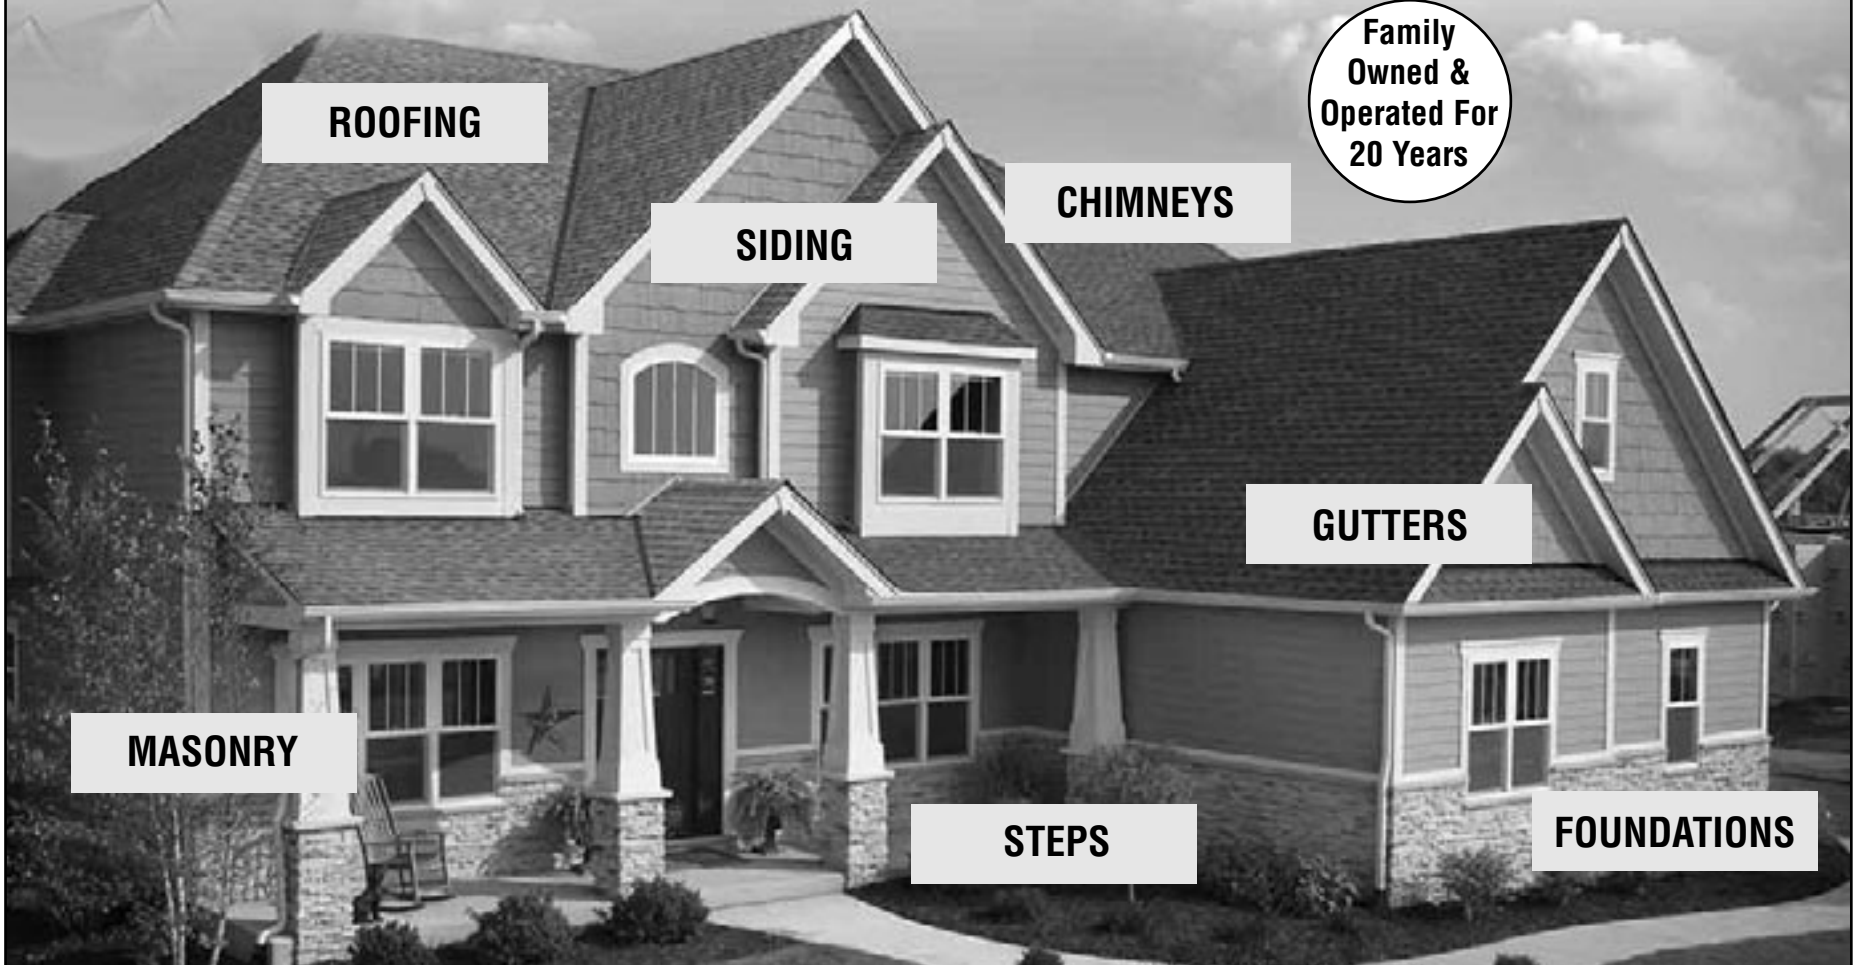 Family
Owned &
Operated For
20 Years
ROOFING
CHIMNEYS
SIDING
GUTTERS
MASONRY
STEPS
FOUNDATIONS